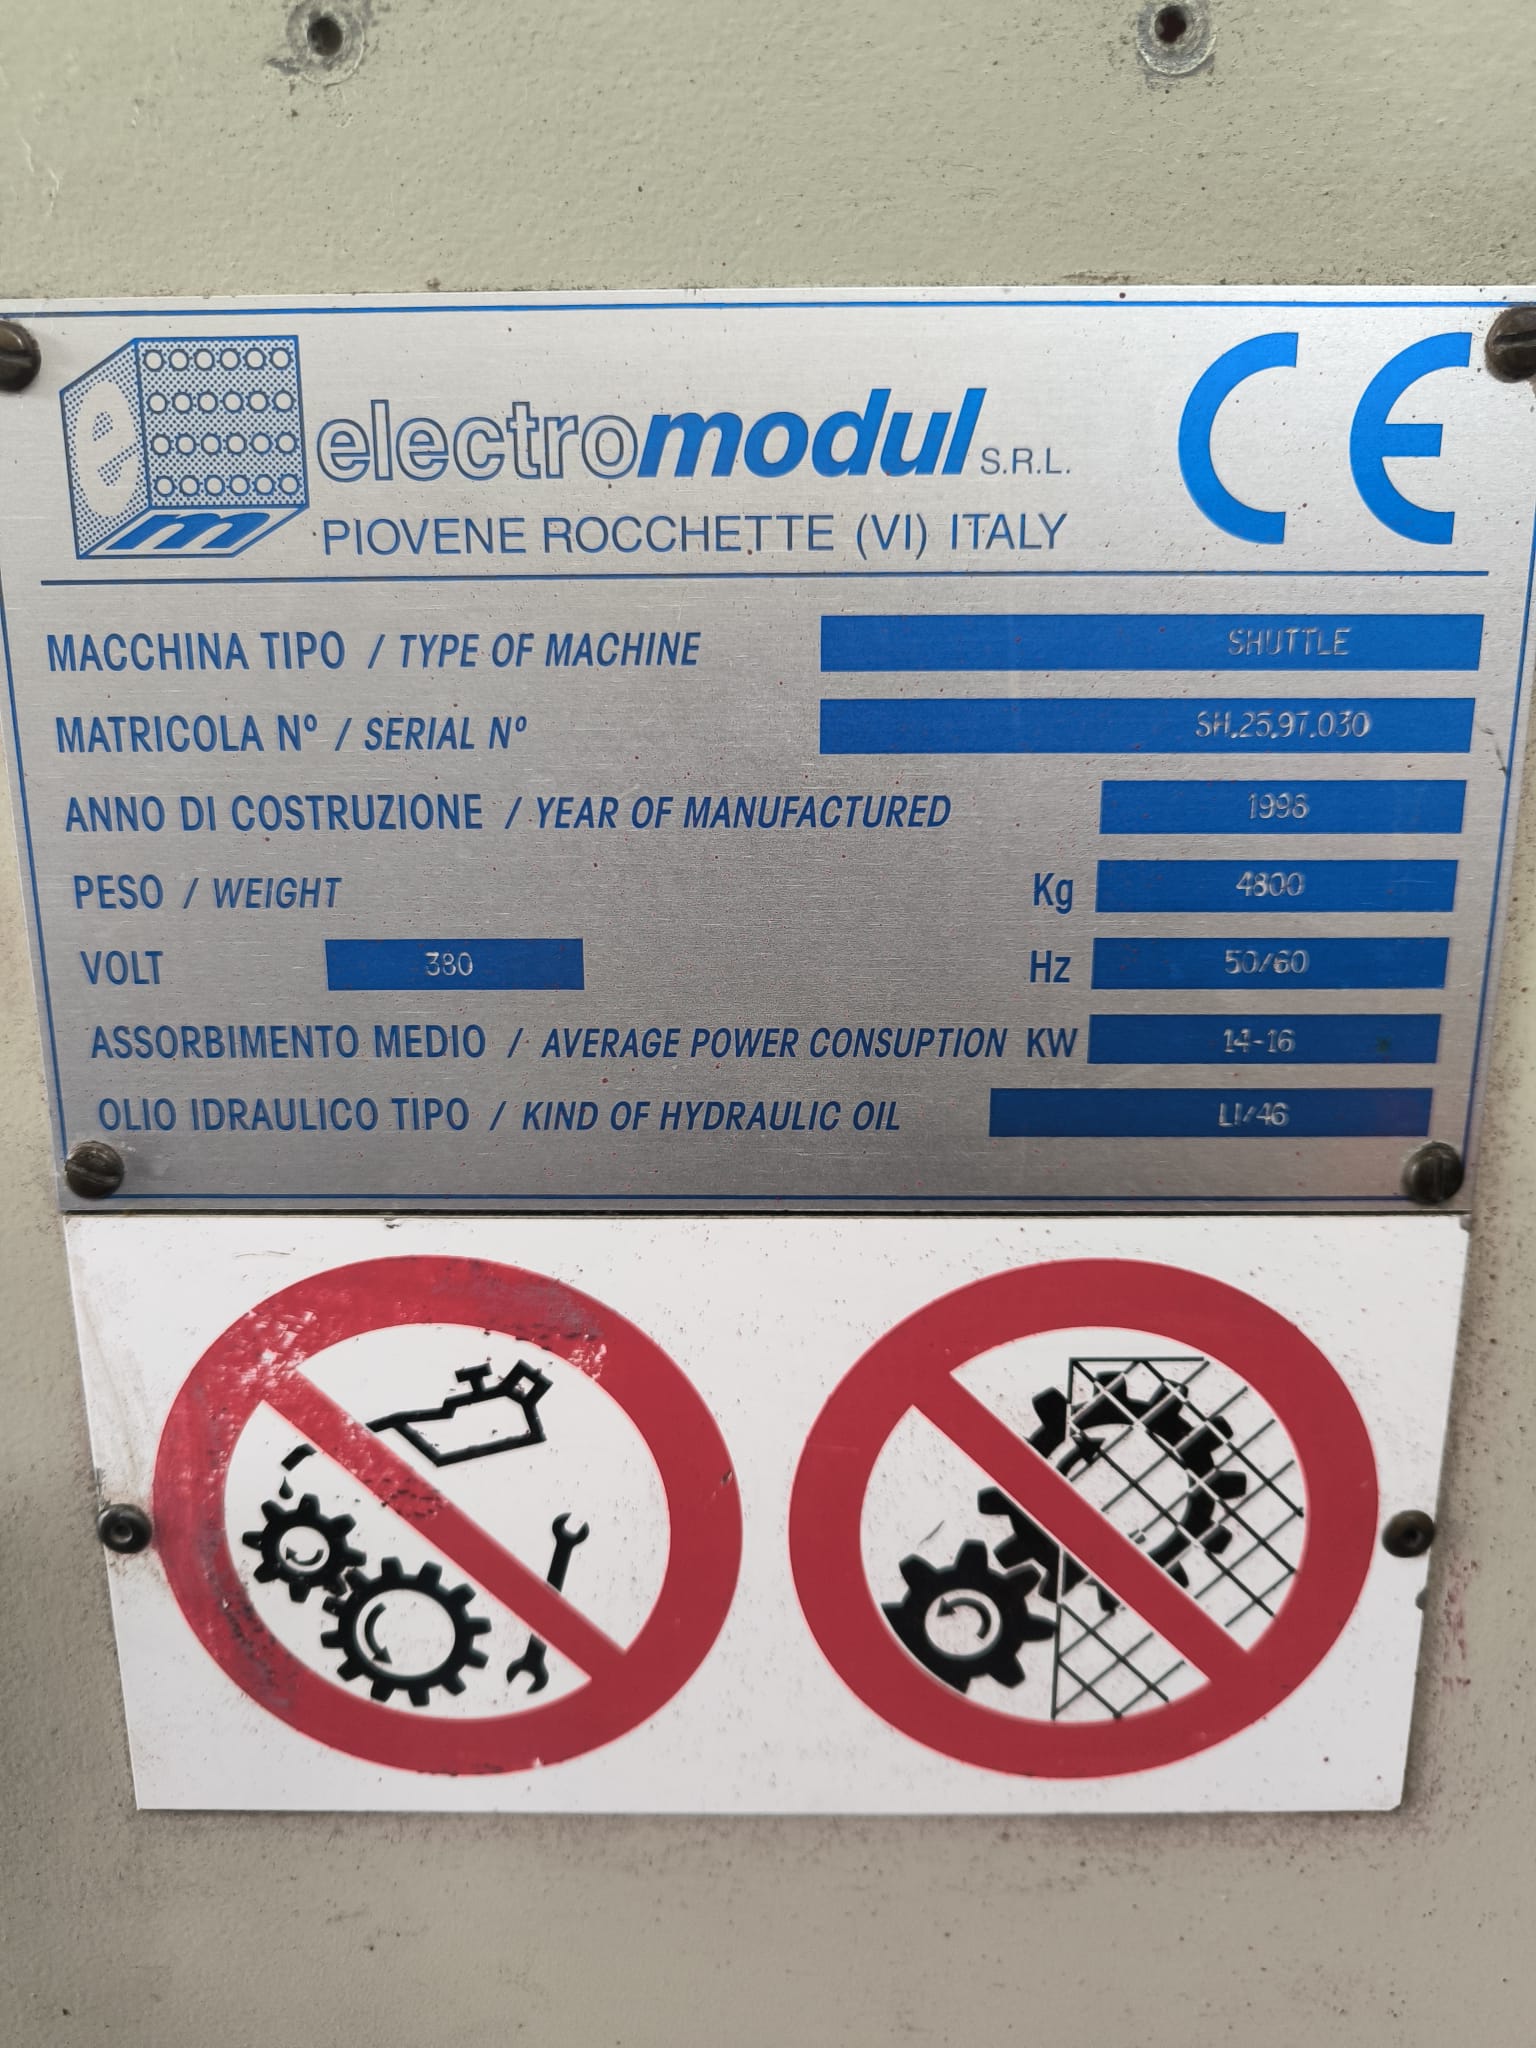 e
m
electromodul S.R.L.
PIOVENE ROCCHETTE (VI) ITALY
CE
MACCHINA TIPO / TYPE OF MACHINE SHUTTLE
MATRICOLA Nº / SERIAL Nº SH.25.97.030
ANNO DI COSTRUZIONE / YEAR OF MANUFACTURED 1998
PESO / WEIGHT Kg 4800
VOLT 380 Hz 50/60
ASSORBIMENTO MEDIO / AVERAGE POWER CONSUPTION KW 14-16
OLIO IDRAULICO TIPO / KIND OF HYDRAULIC OIL LI/46